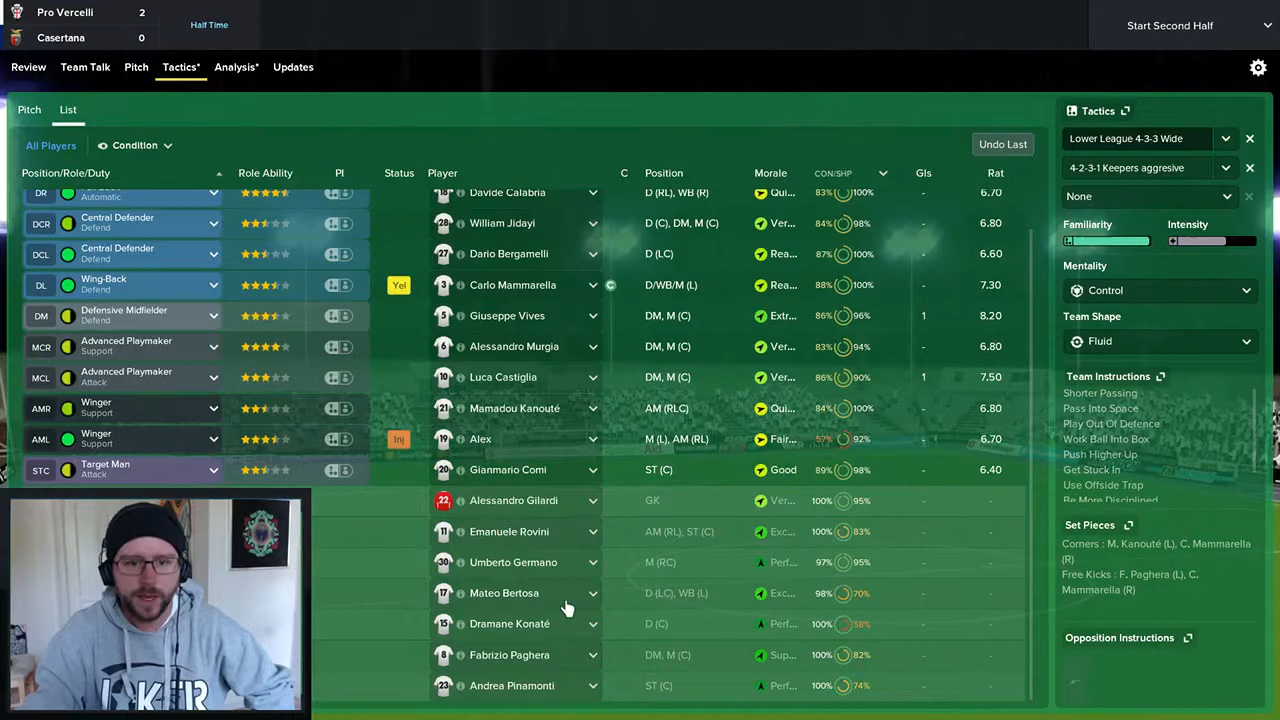 Pro Vercelli 2
Casertana 0
Half Time
Start Second Half
Review Team Talk Pitch Tactics* Analysis* Updates
Pitch List
All Players Condition Undo Last
Position/Role/Duty Role Ability PI Status Player C Position Morale CON/SHP Gls Rat
DR Automatic 18 Davide Calabria D (RL), WB (R) Qui... 83% 100% - 6.70
DCR Central Defender Defend 28 William Jidayi D (C), DM, M (C) Ver... 84% 98% - 6.80
DCL Central Defender Defend 27 Dario Bergamelli D (LC) Rea... 87% 100% - 6.60
DL Wing-Back Defend Yel 3 Carlo Mammarella C D/WB/M (L) Rea... 88% 100% - 7.30
DM Defensive Midfielder Defend 5 Giuseppe Vives DM, M (C) Extr... 86% 96% 1 8.20
MCR Advanced Playmaker Support 6 Alessandro Murgia DM, M (C) Ver... 83% 94% - 6.80
MCL Advanced Playmaker Attack 10 Luca Castiglia DM, M (C) Ver... 86% 90% 1 7.50
AMR Winger Support 21 Mamadou Kanouté AM (RLC) Qui... 84% 100% - 6.80
AML Winger Support Inj 19 Alex M (L), AM (RL) Fair... 57% 92% - 6.70
STC Target Man Attack 20 Gianmario Comi ST (C) Good 89% 98% - 6.40
22 Alessandro Gilardi GK Ver... 100% 95% - -
11 Emanuele Rovini AM (RL), ST (C) Exc... 100% 83% - -
30 Umberto Germano M (RC) Perf... 97% 95% - -
17 Mateo Bertosa D (LC), WB (L) Exc... 98% 70% - -
15 Dramane Konaté D (C) Perf... 100% 58% - -
8 Fabrizio Paghera DM, M (C) Sup... 100% 82% - -
23 Andrea Pinamonti ST (C) Perf... 100% 74% - -
Tactics
Lower League 4-3-3 Wide
4-2-3-1 Keepers aggresive
None
Familiarity Intensity
Mentality
Control
Team Shape
Fluid
Team Instructions
Shorter Passing
Pass Into Space
Play Out Of Defence
Work Ball Into Box
Push Higher Up
Get Stuck In
Use Offside Trap
Be More Disciplined
Set Pieces
Corners : M. Kanouté (L), C. Mammarella
(R)
Free Kicks : F. Paghera (L), C.
Mammarella (R)
Opposition Instructions